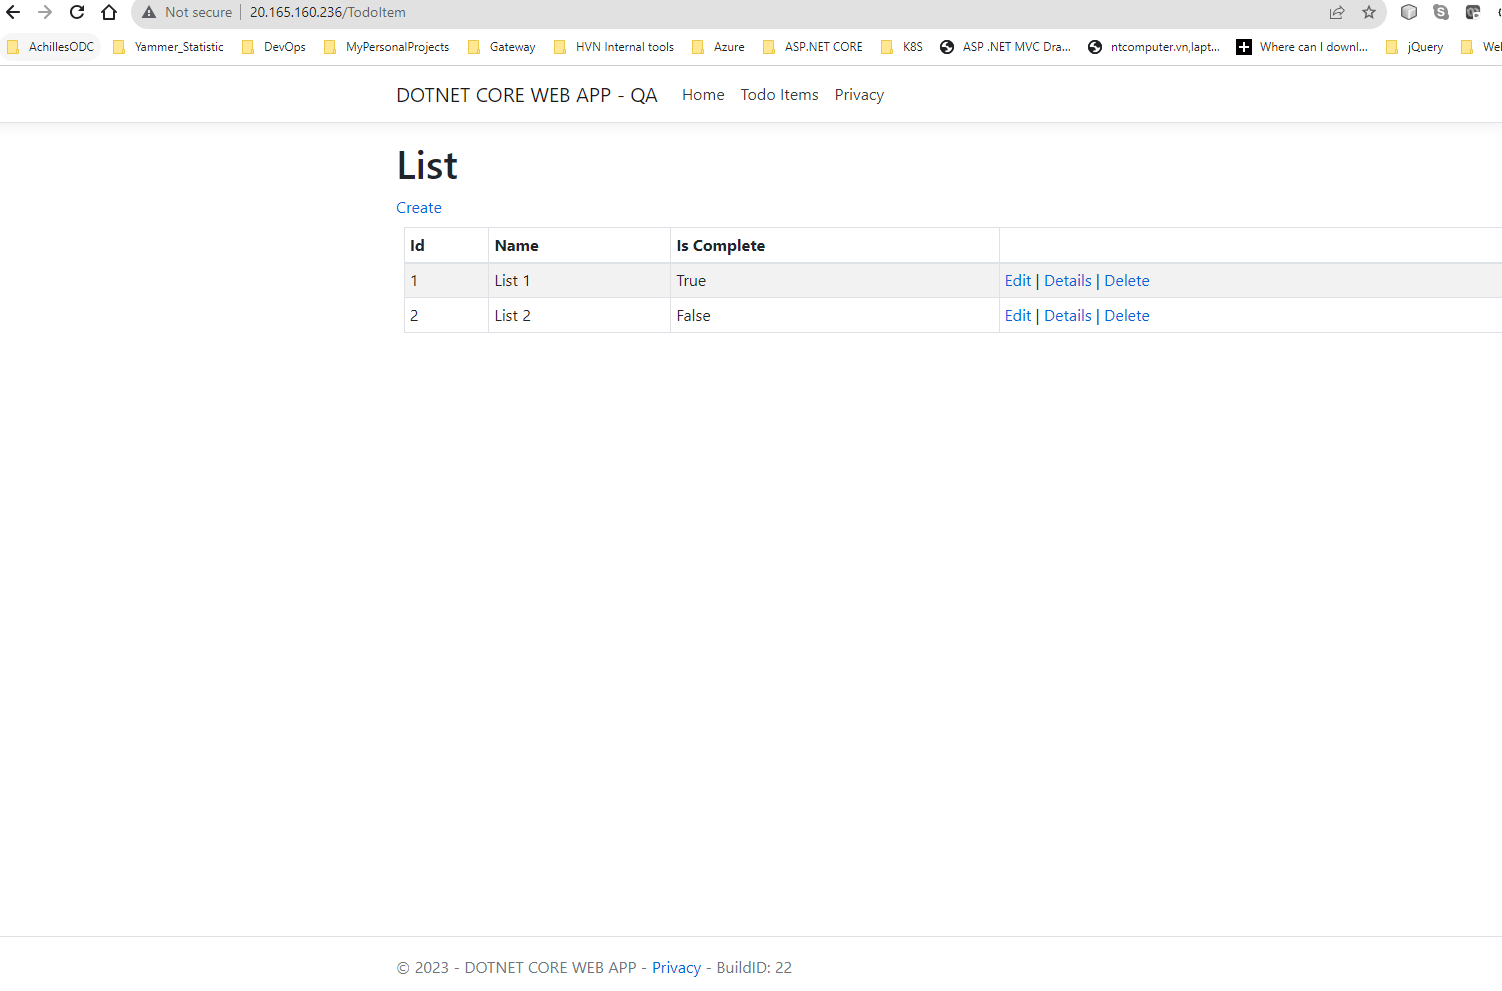 Not secure | 20.165.160.236/TodoItem
AchillesODC Yammer_Statistic DevOps MyPersonalProjects Gateway HVN Internal tools Azure ASP.NET CORE K8S ASP .NET MVC Dra... ntcomputer.vn,lapt... Where can I downl... jQuery Wel
DOTNET CORE WEB APP - QA Home Todo Items Privacy
List
Create
Id Name Is Complete
1 List 1 True Edit | Details | Delete
2 List 2 False Edit | Details | Delete
© 2023 - DOTNET CORE WEB APP - Privacy - BuildID: 22